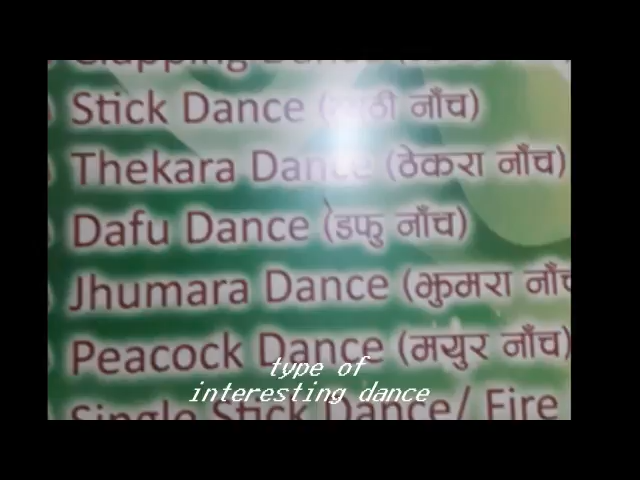 Stick Dance (लाठी नाँच)
Thekara Dance (ठेकरा नाँच)
Dafu Dance (डफु नाँच)
Jhumara Dance (झुमरा नाँच
Peacock Dance (मयुर नाँच)
type of
interesting dance
Single Stick Dance/ Fire